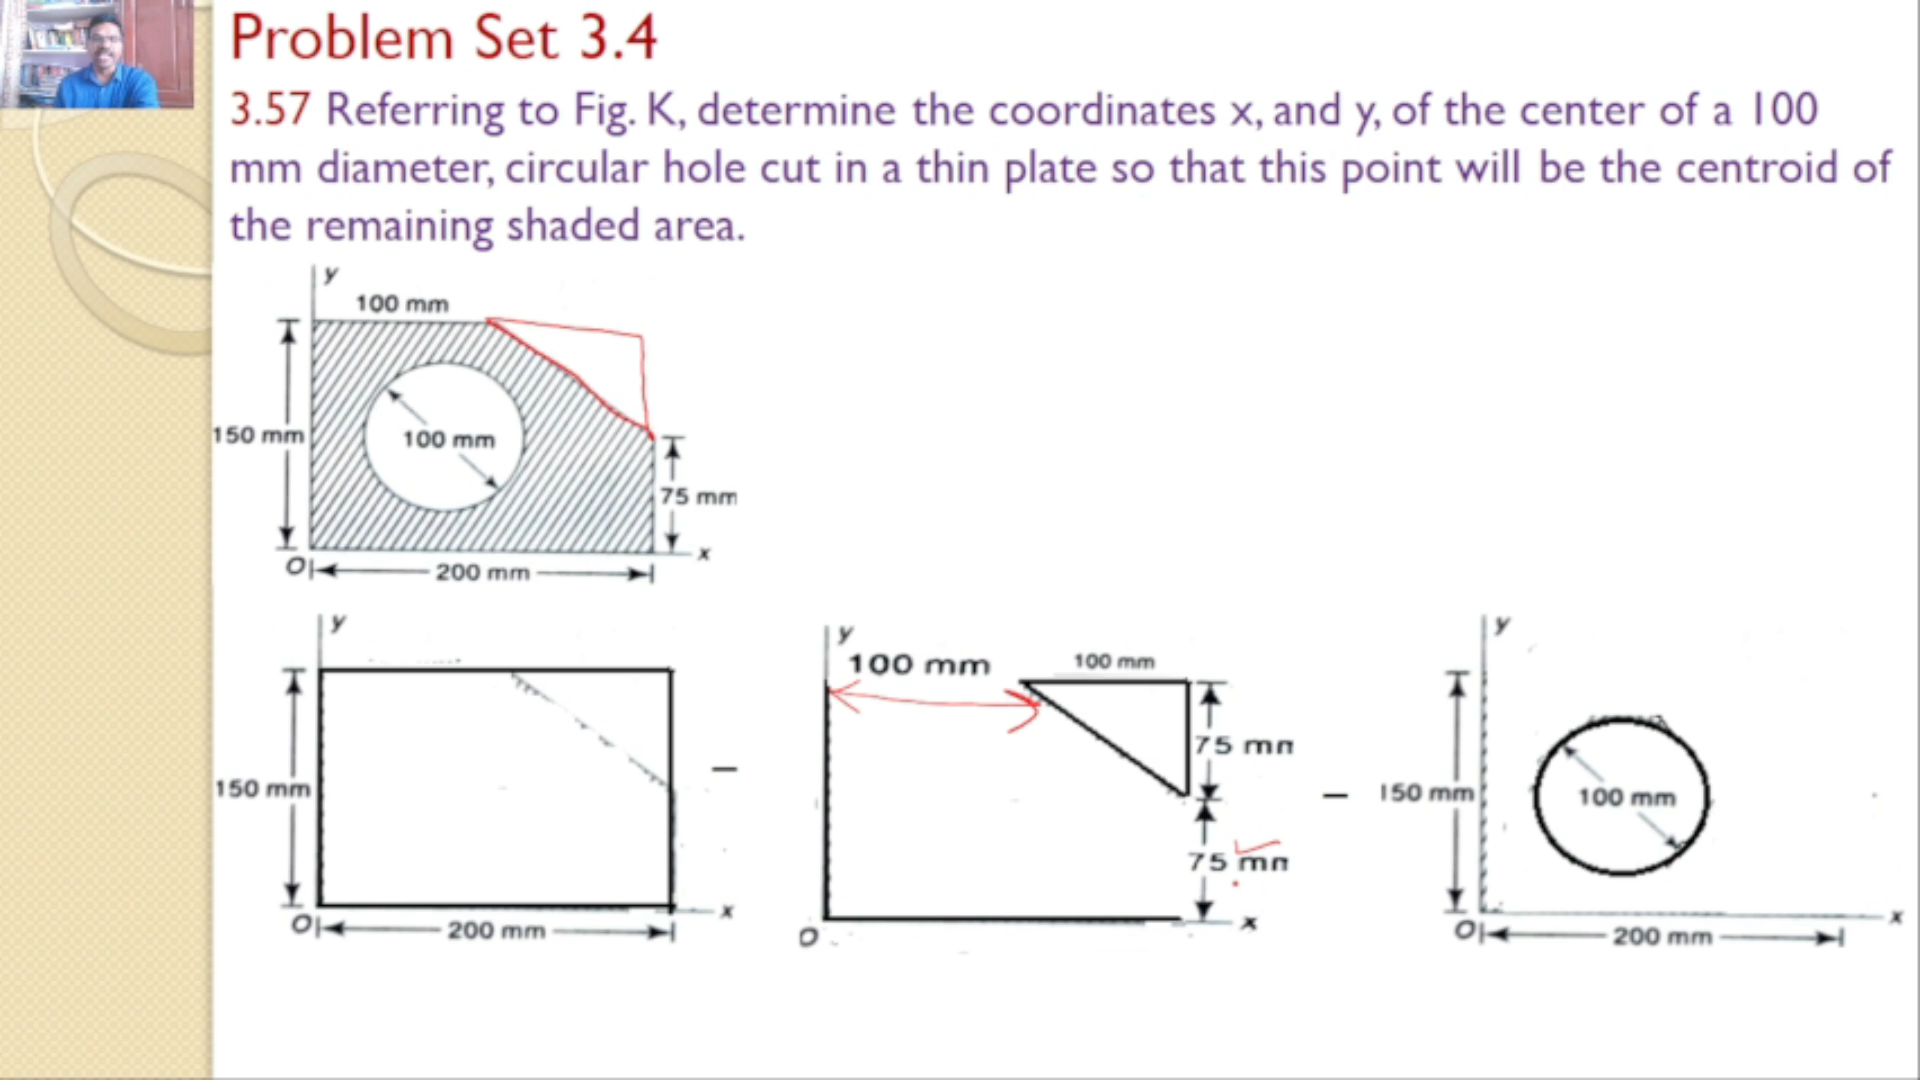 Problem Set 3.4
3.57 Referring to Fig. K, determine the coordinates x, and y, of the center of a 100
mm diameter, circular hole cut in a thin plate so that this point will be the centroid of
the remaining shaded area.
y
100 mm
150 mm
100 mm
75 mm
x
O
200 mm
y
150 mm
O
200 mm
x
–
y
100 mm
100 mm
75 mm
75 mm
O
x
–
y
150 mm
100 mm
O
200 mm
x